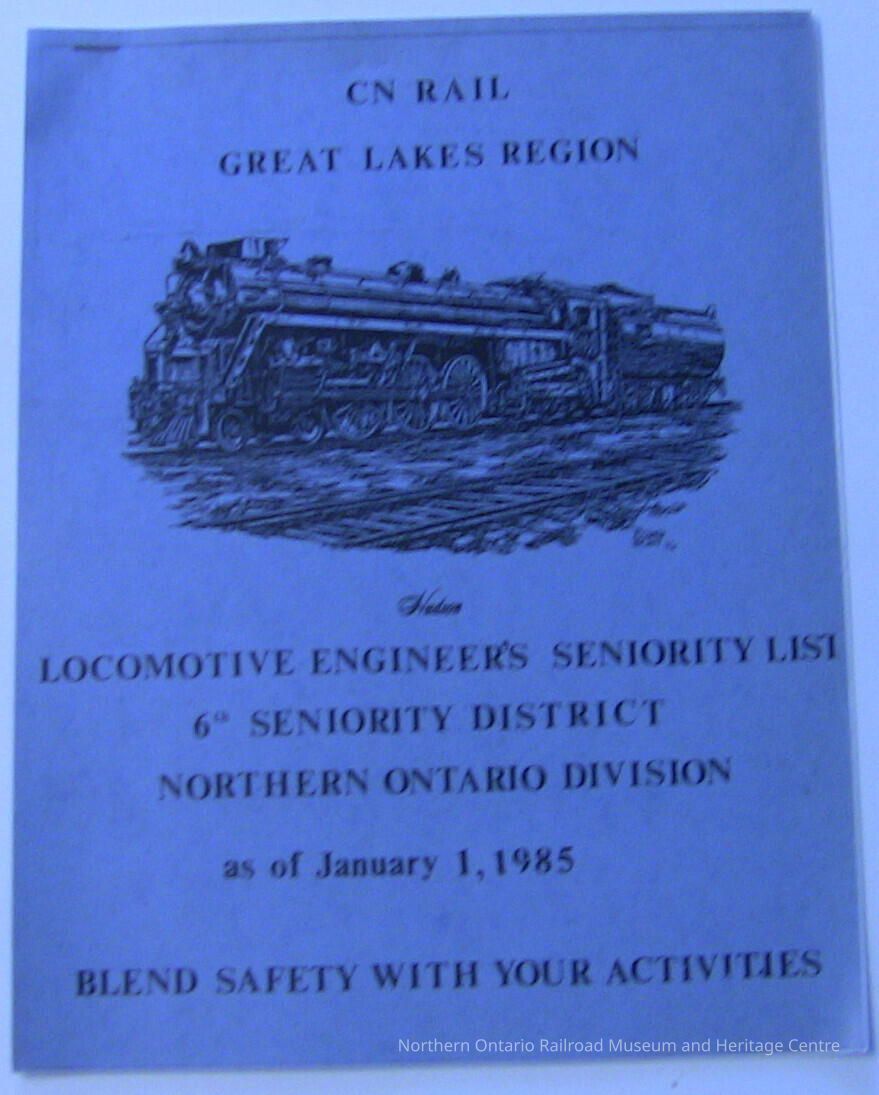 CN RAIL
GREAT LAKES REGION
Hudson
LOCOMOTIVE ENGINEER'S SENIORITY LIST
6th SENIORITY DISTRICT
NORTHERN ONTARIO DIVISION
as of January 1, 1985
BLEND SAFETY WITH YOUR ACTIVITIES
Northern Ontario Railroad Museum and Heritage Centre